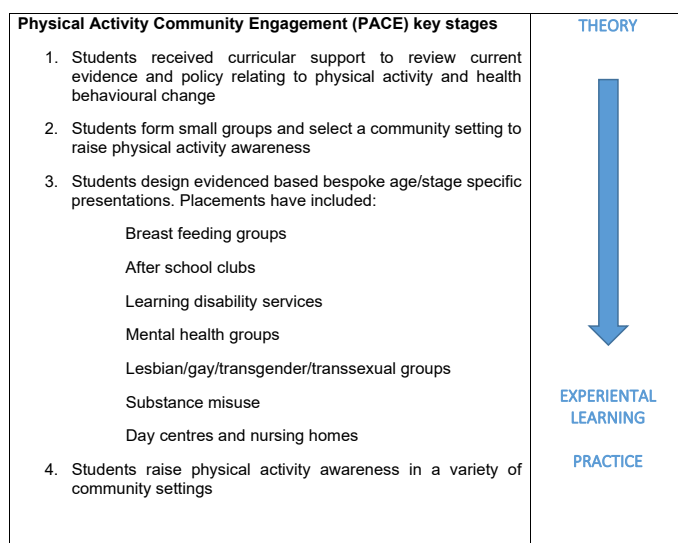 Physical Activity Community Engagement (PACE) key stages
1. Students received curricular support to review current
evidence and policy relating to physical activity and health
behavioural change
2. Students form small groups and select a community setting to
raise physical activity awareness
3. Students design evidenced based bespoke age/stage specific
presentations. Placements have included:
Breast feeding groups
After school clubs
Learning disability services
Mental health groups
Lesbian/gay/transgender/transsexual groups
Substance misuse
Day centres and nursing homes
4. Students raise physical activity awareness in a variety of
community settings
THEORY
EXPERIENTAL
LEARNING
PRACTICE